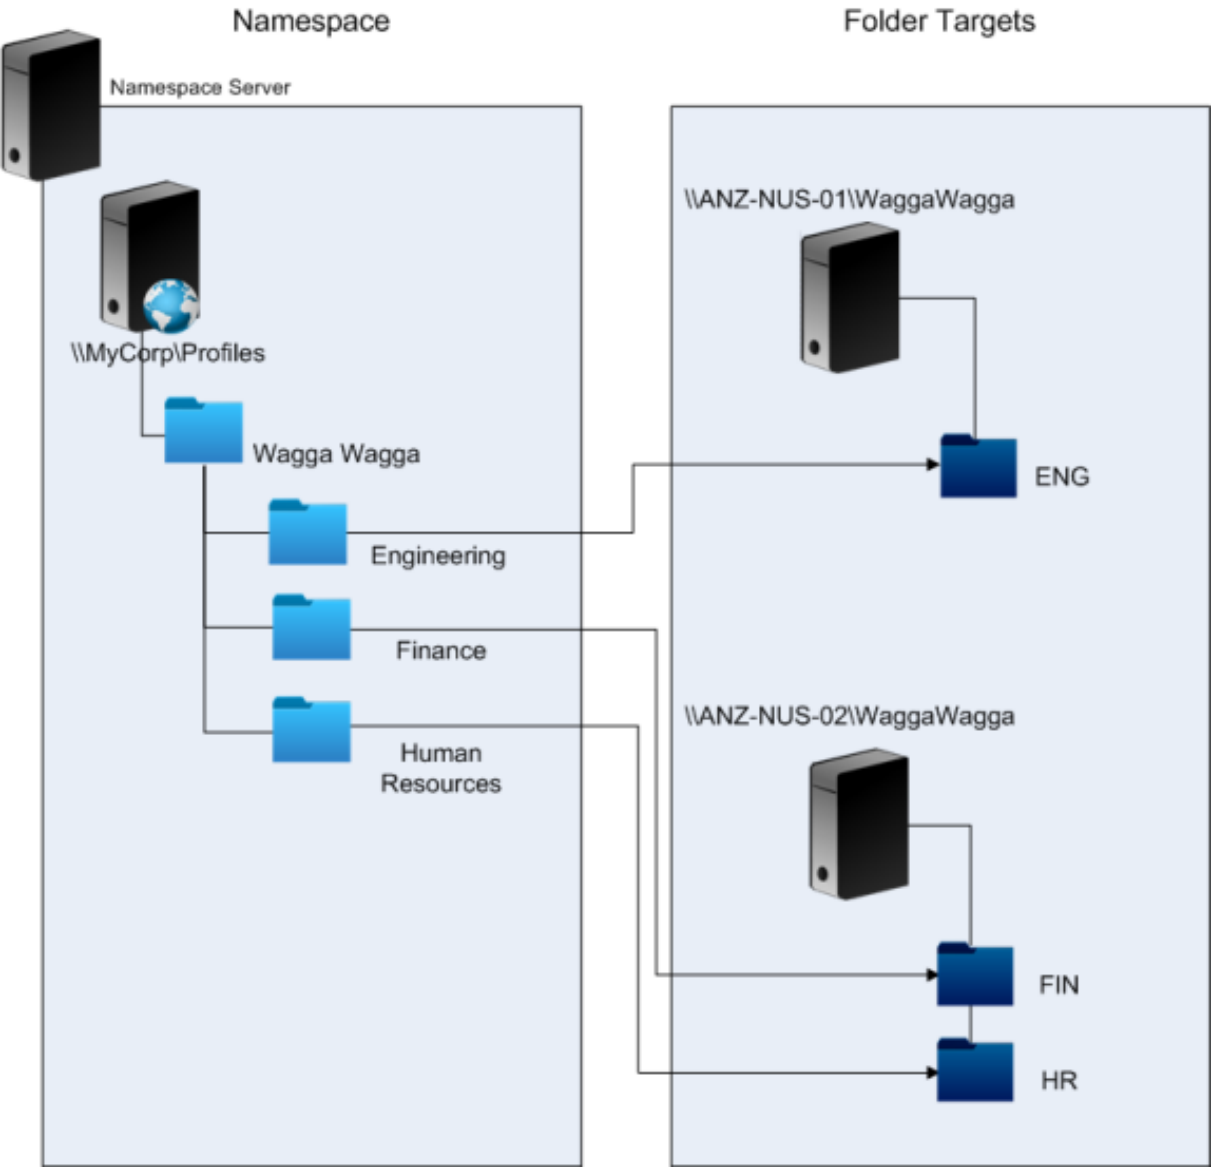 Namespace
Folder Targets
Namespace Server
\\MyCorp\Profiles
Wagga Wagga
Engineering
Finance
Human
Resources
\\ANZ-NUS-01\WaggaWagga
ENG
\\ANZ-NUS-02\WaggaWagga
FIN
HR